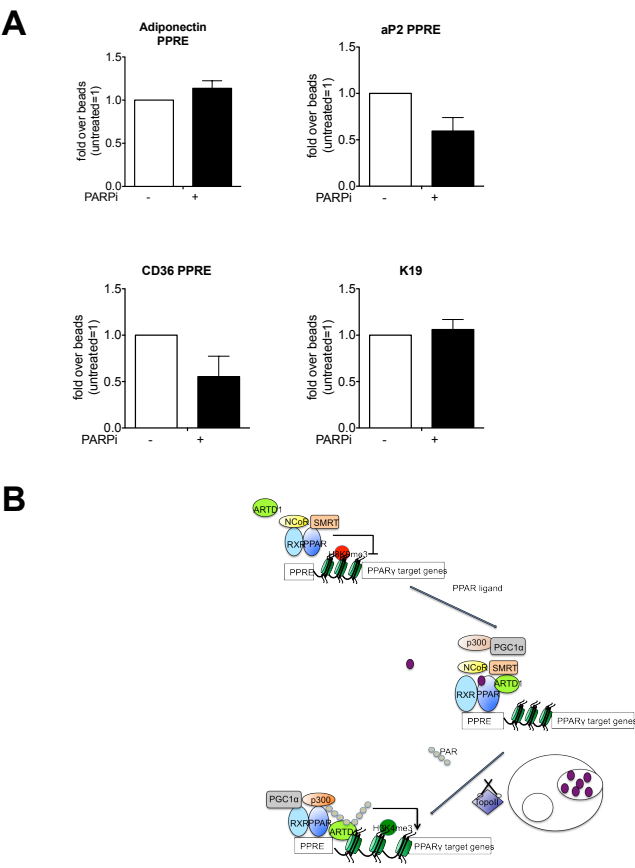 A
Adiponectin
PPRE
fold over beads
(untreated=1)
1.5
1.0
0.5
0.0
PARPi - +
aP2 PPRE
fold over beads
(untreated=1)
1.5
1.0
0.5
0.0
PARPi - +
CD36 PPRE
fold over beads
(untreated=1)
1.5
1.0
0.5
0.0
PARPi - +
K19
fold over beads
(untreated=1)
1.5
1.0
0.5
0.0
PARPi - +
B
ARTD1
NCoR SMRT
RXR PPAR
PPRE
PPARγ target genes
PPAR ligand
p300 PGC1α
NCoR SMRT
ARTD1
RXR PPAR
PPRE
PPARγ target genes
PAR
TopoII
PGC1α p300
RXR PPAR
PPRE
PPARγ target genes